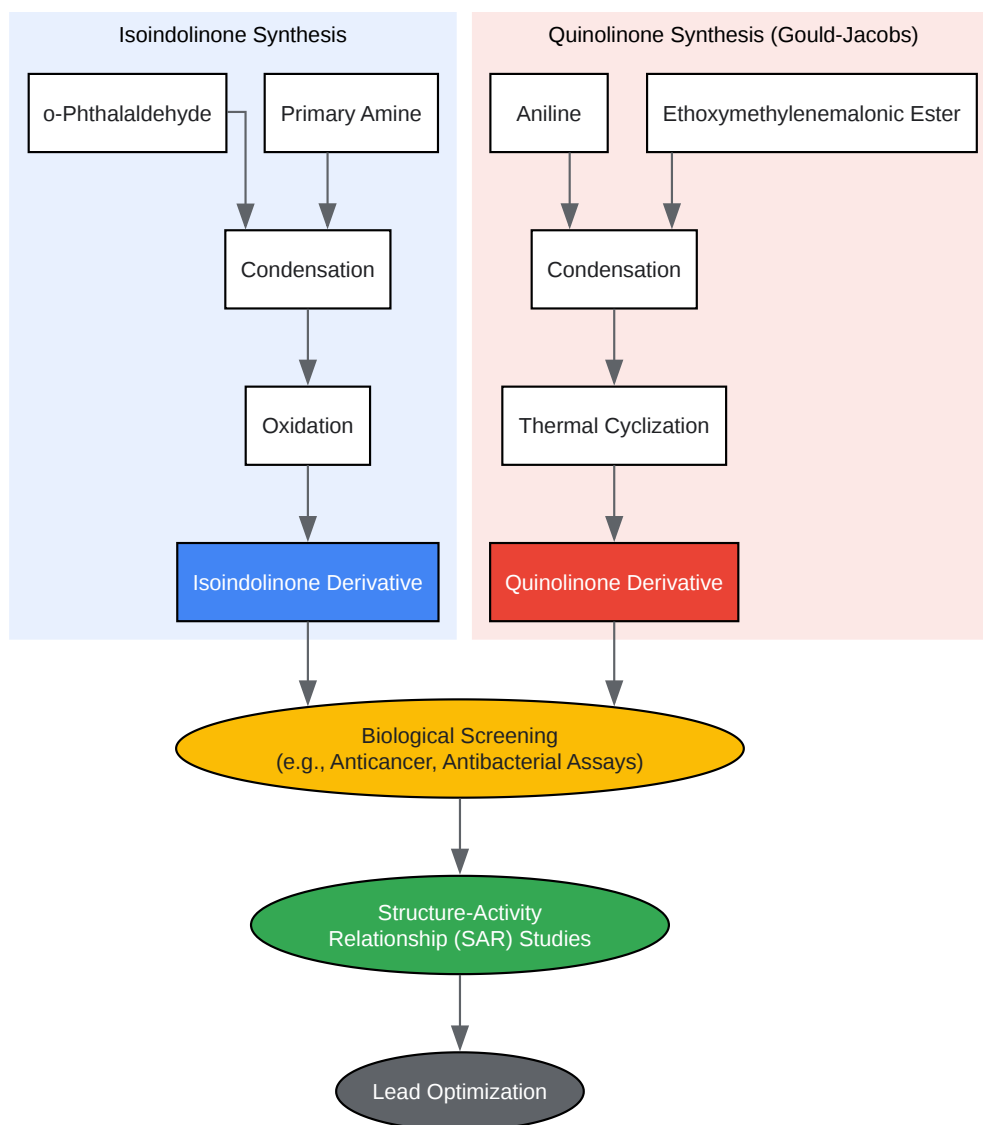 Isoindolinone Synthesis
o-Phthalaldehyde
Primary Amine
Condensation
Oxidation
Isoindolinone Derivative
Quinolinone Synthesis (Gould-Jacobs)
Aniline
Ethoxymethylenemalonic Ester
Condensation
Thermal Cyclization
Quinolinone Derivative
Biological Screening
(e.g., Anticancer, Antibacterial Assays)
Structure-Activity
Relationship (SAR) Studies
Lead Optimization